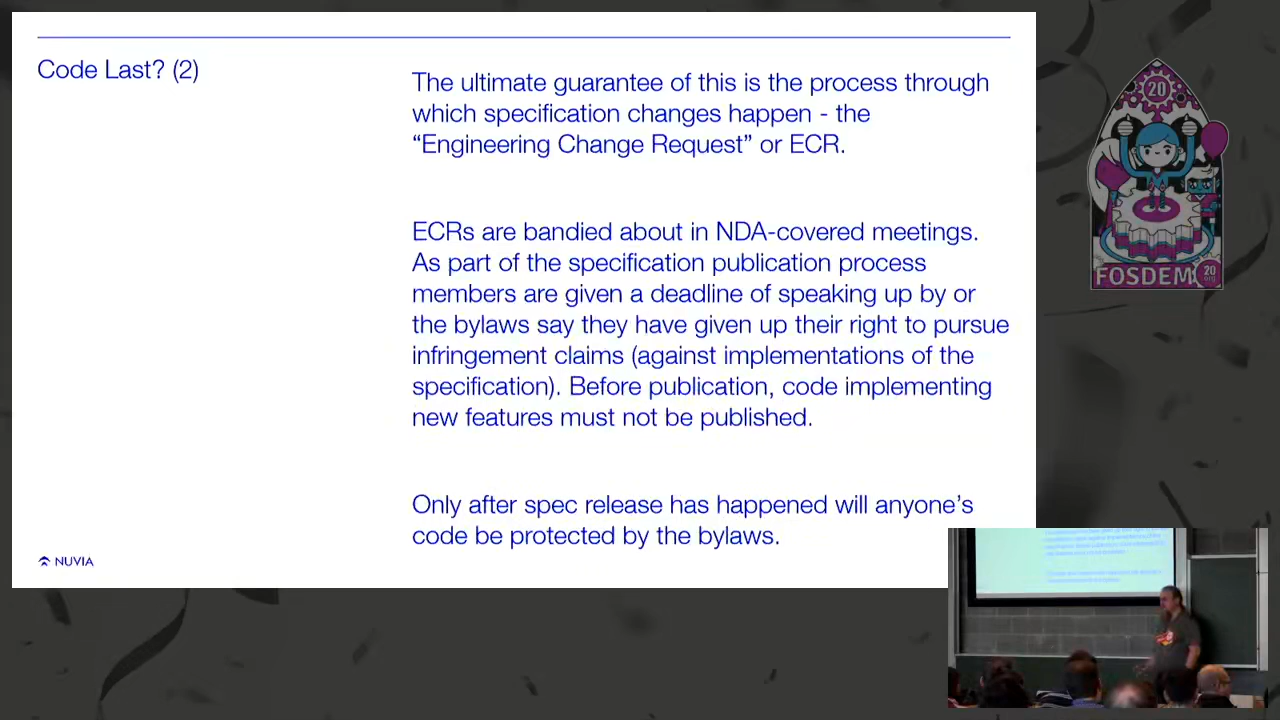 Code Last? (2)
The ultimate guarantee of this is the process through
which specification changes happen - the
“Engineering Change Request” or ECR.
ECRs are bandied about in NDA-covered meetings.
As part of the specification publication process
members are given a deadline of speaking up by or
the bylaws say they have given up their right to pursue
infringement claims (against implementations of the
specification). Before publication, code implementing
new features must not be published.
Only after spec release has happened will anyone’s
code be protected by the bylaws.
NUVIA
20
FOSDEM
20